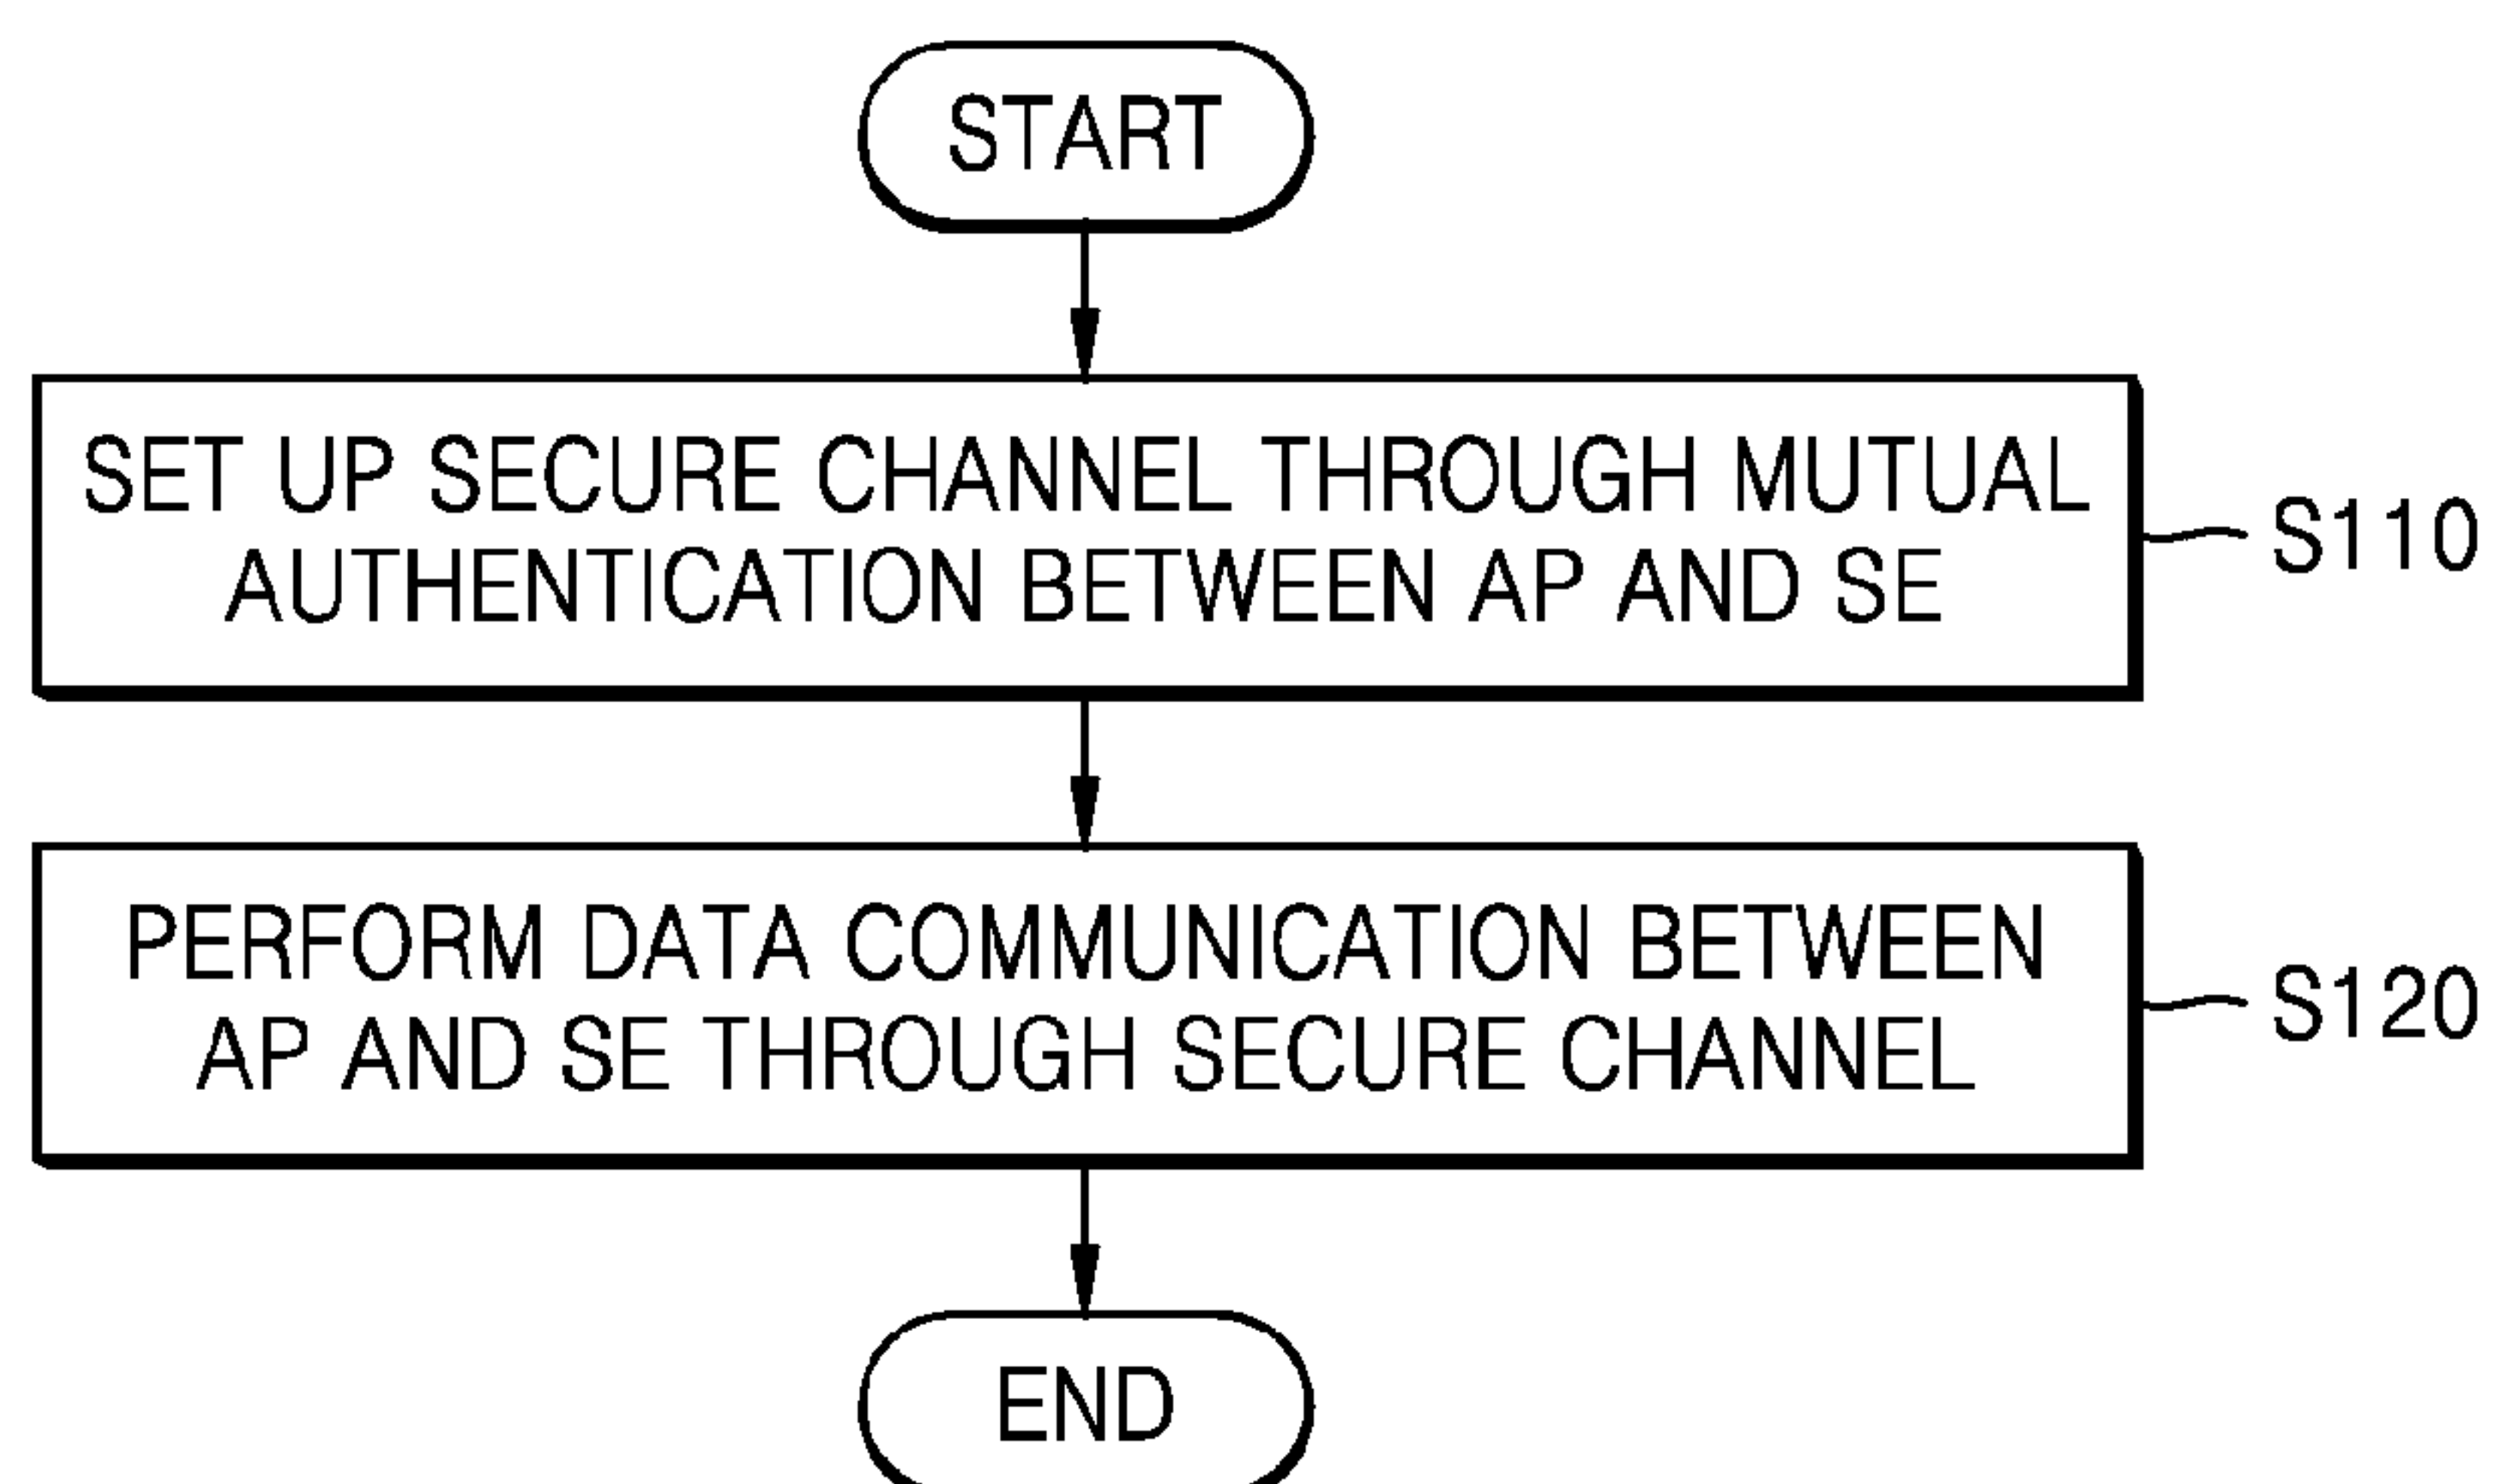 START
SET UP SECURE CHANNEL THROUGH MUTUAL
AUTHENTICATION BETWEEN AP AND SE
S110
PERFORM DATA COMMUNICATION BETWEEN
AP AND SE THROUGH SECURE CHANNEL
S120
END